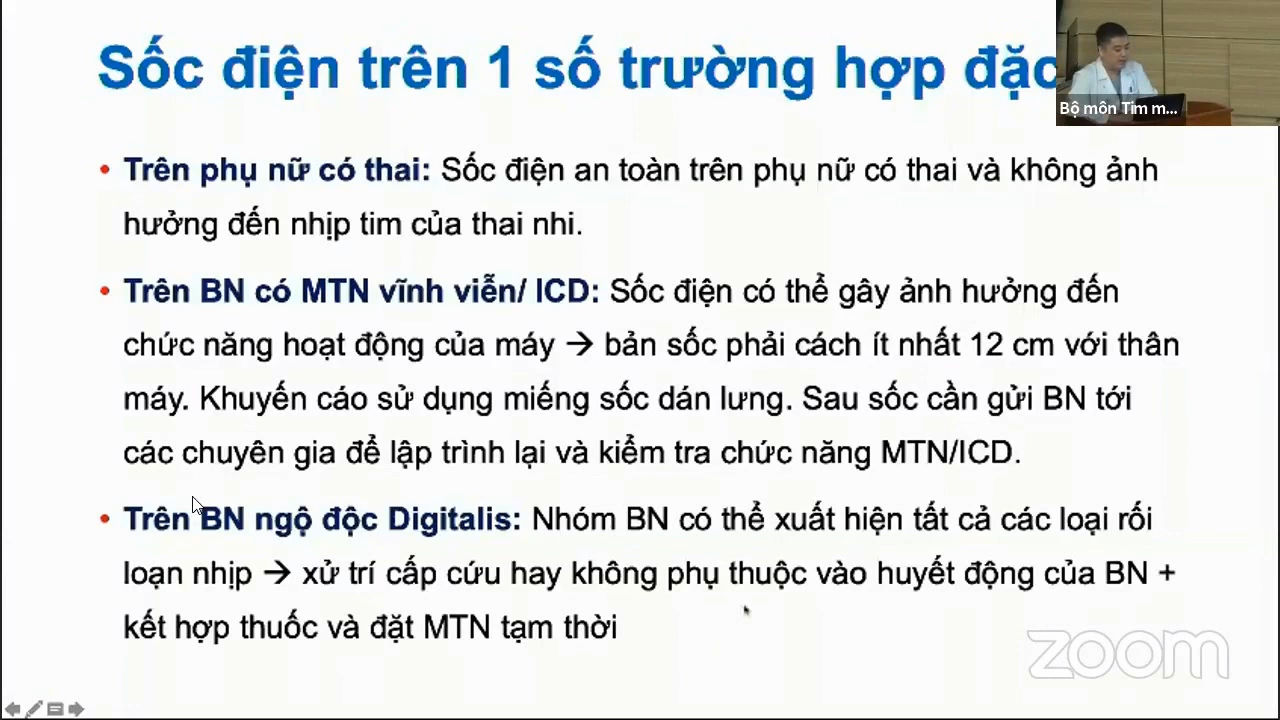 Sốc điện trên 1 số trường hợp đặc
Bộ môn Tim m...
• Trên phụ nữ có thai: Sốc điện an toàn trên phụ nữ có thai và không ảnh
hưởng đến nhịp tim của thai nhi.
• Trên BN có MTN vĩnh viễn/ ICD: Sốc điện có thể gây ảnh hưởng đến
chức năng hoạt động của máy → bản sốc phải cách ít nhất 12 cm với thân
máy. Khuyến cáo sử dụng miếng sốc dán lưng. Sau sốc cần gửi BN tới
các chuyên gia để lập trình lại và kiểm tra chức năng MTN/ICD.
• Trên BN ngộ độc Digitalis: Nhóm BN có thể xuất hiện tất cả các loại rối
loạn nhịp → xử trí cấp cứu hay không phụ thuộc vào huyết động của BN +
kết hợp thuốc và đặt MTN tạm thời
zoom